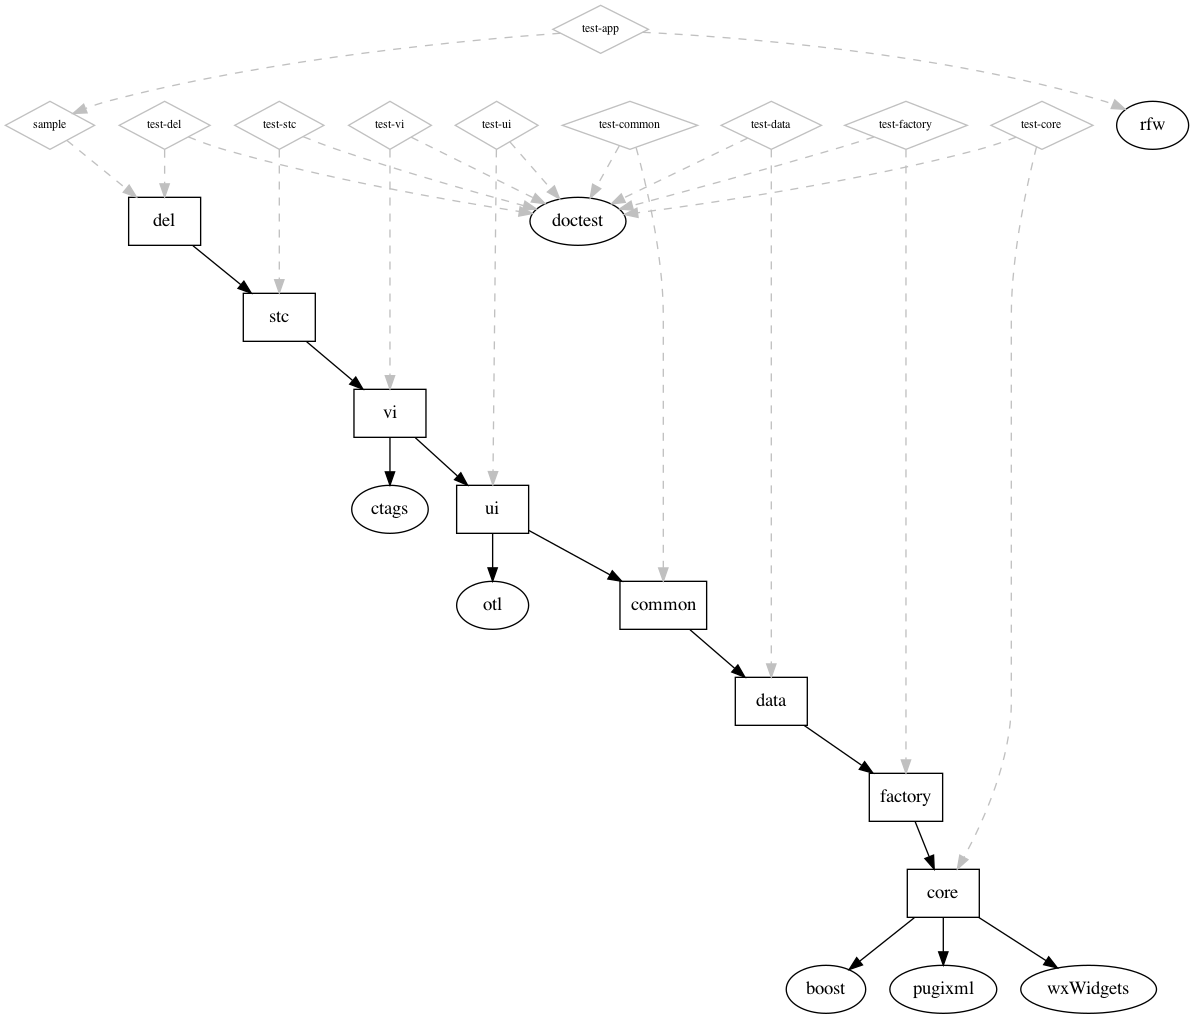 test-app
sample
test-del
test-stc
test-vi
test-ui
test-common
test-data
test-factory
test-core
rfw
del
doctest
stc
vi
ctags
ui
otl
common
data
factory
core
boost
pugixml
wxWidgets